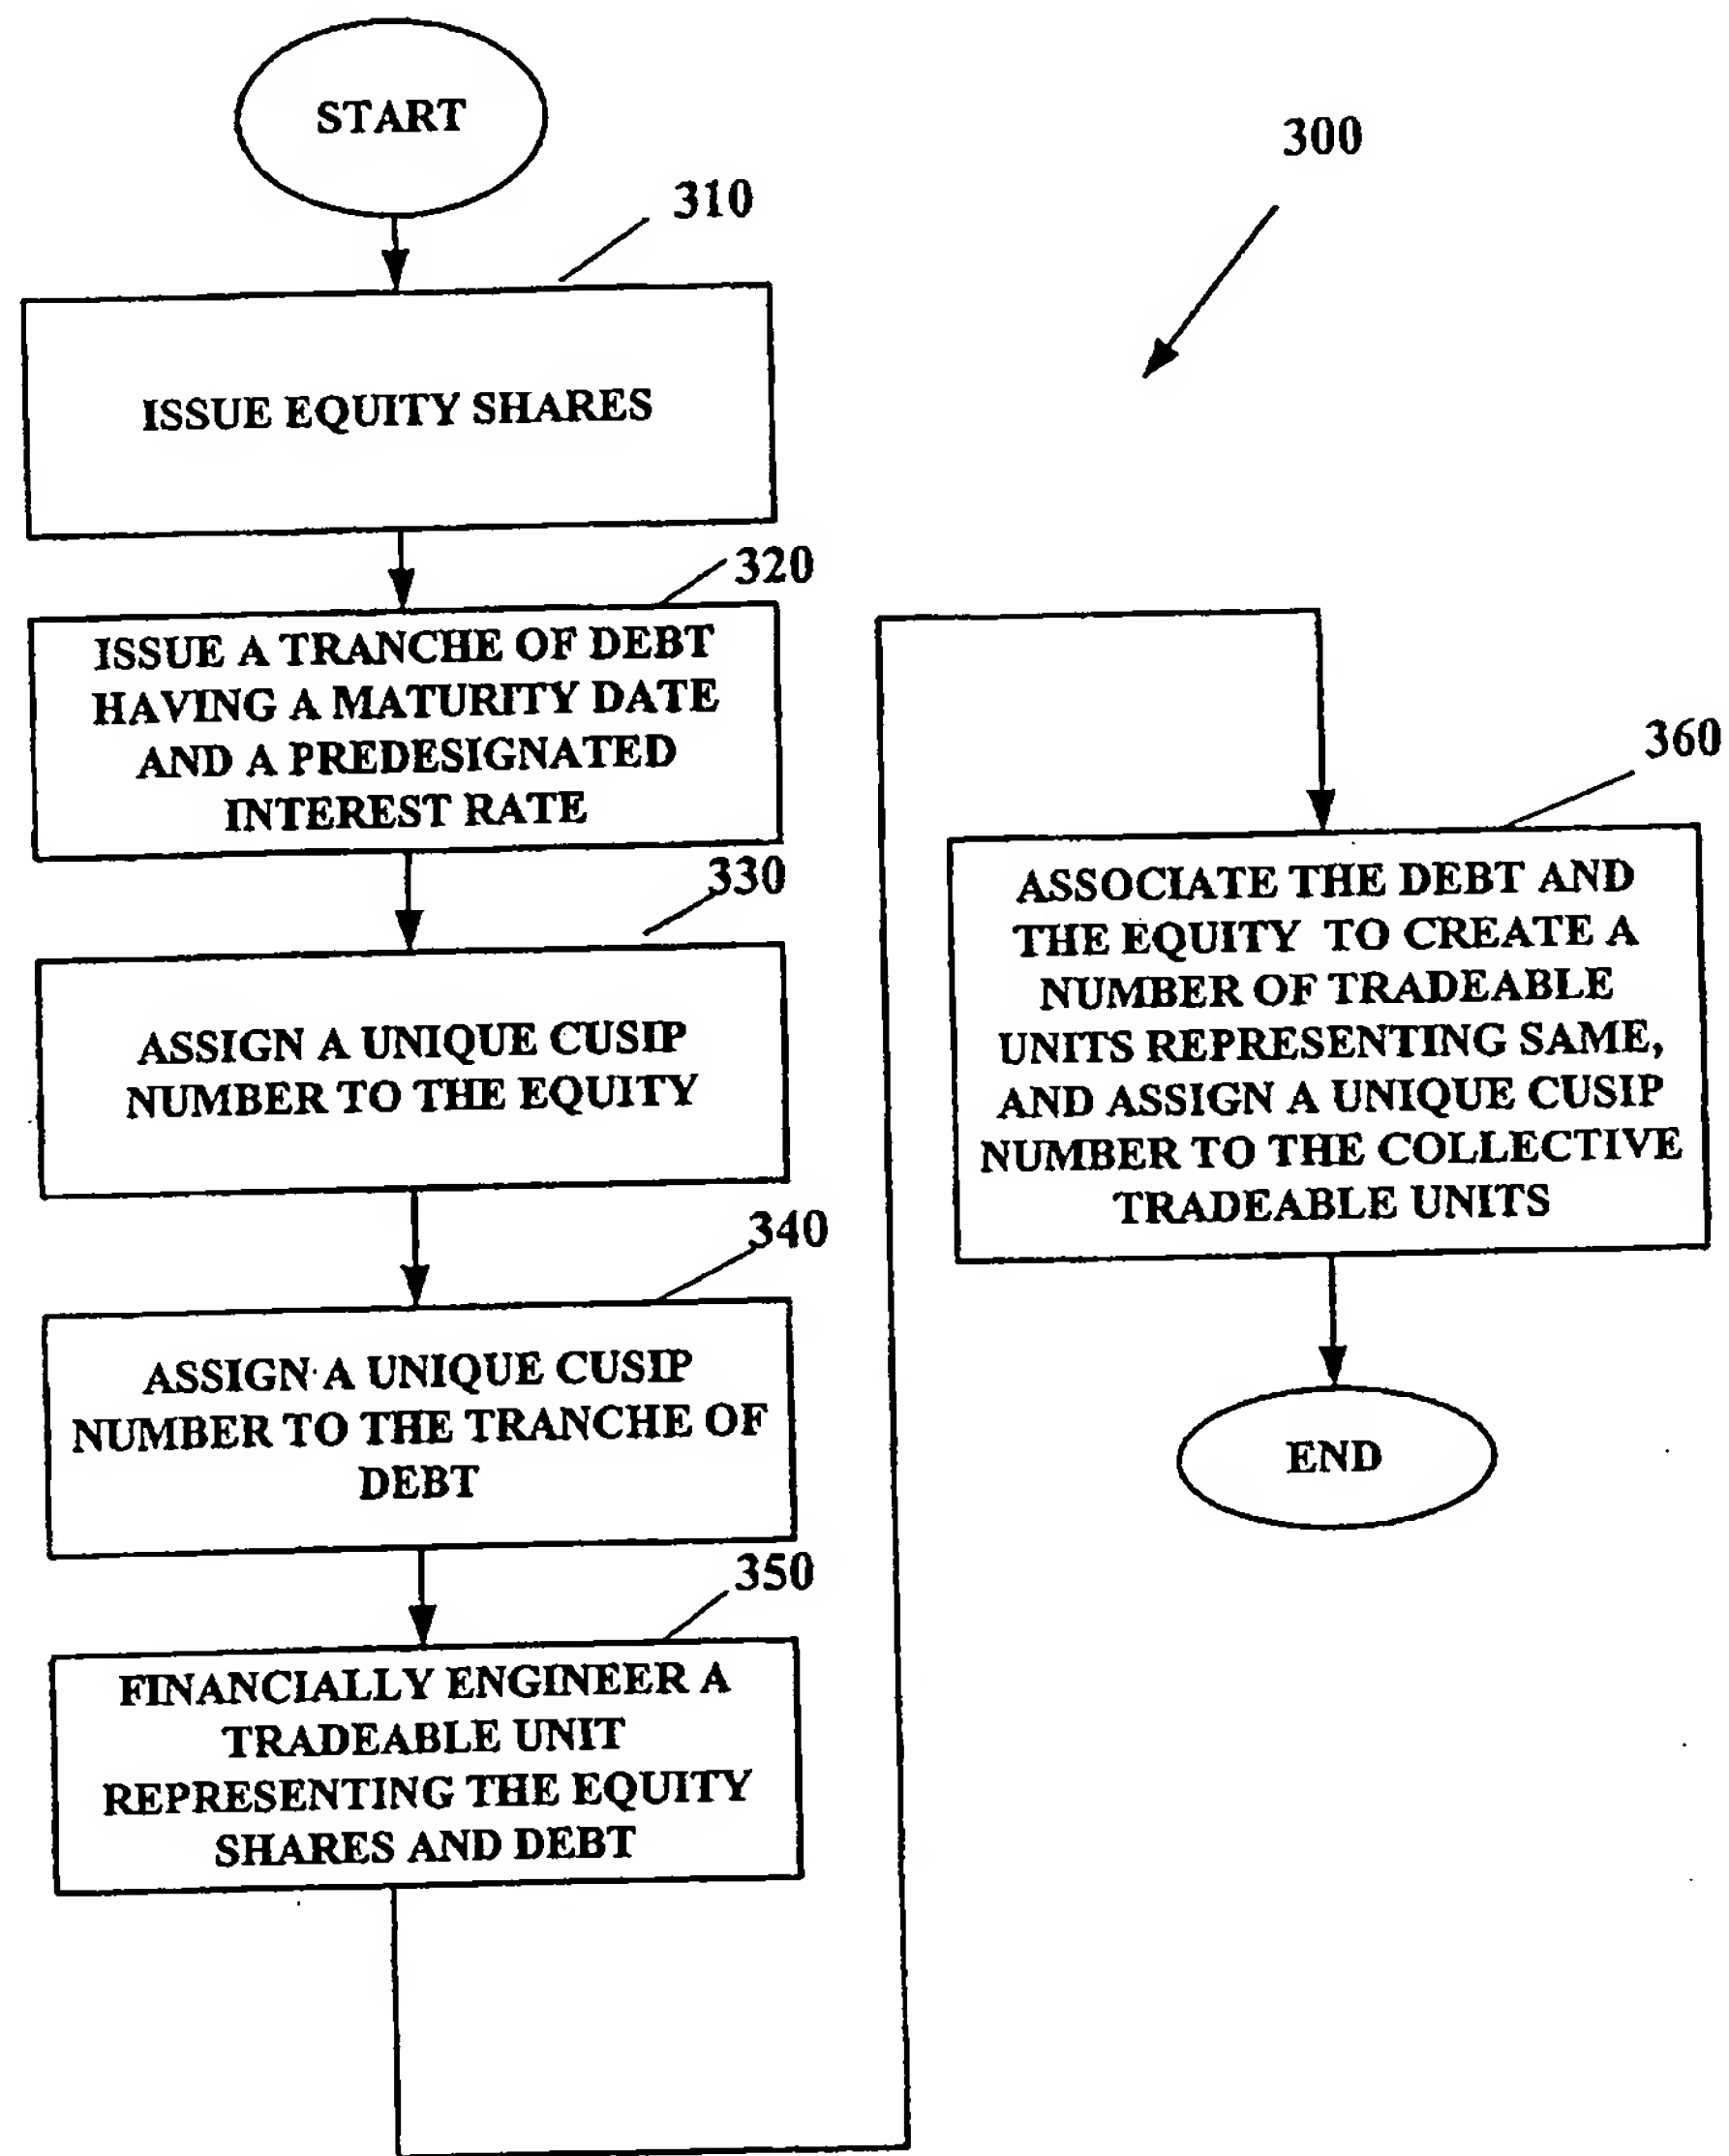 START
300
310
ISSUE EQUITY SHARES
320
ISSUE A TRANCHE OF DEBT
HAVING A MATURITY DATE
AND A PREDESIGNATED
INTEREST RATE
330
ASSIGN A UNIQUE CUSIP
NUMBER TO THE EQUITY
340
ASSIGN A UNIQUE CUSIP
NUMBER TO THE TRANCHE OF
DEBT
350
FINANCIALLY ENGINEER A
TRADEABLE UNIT
REPRESENTING THE EQUITY
SHARES AND DEBT
360
ASSOCIATE THE DEBT AND
THE EQUITY TO CREATE A
NUMBER OF TRADEABLE
UNITS REPRESENTING SAME,
AND ASSIGN A UNIQUE CUSIP
NUMBER TO THE COLLECTIVE
TRADEABLE UNITS
END